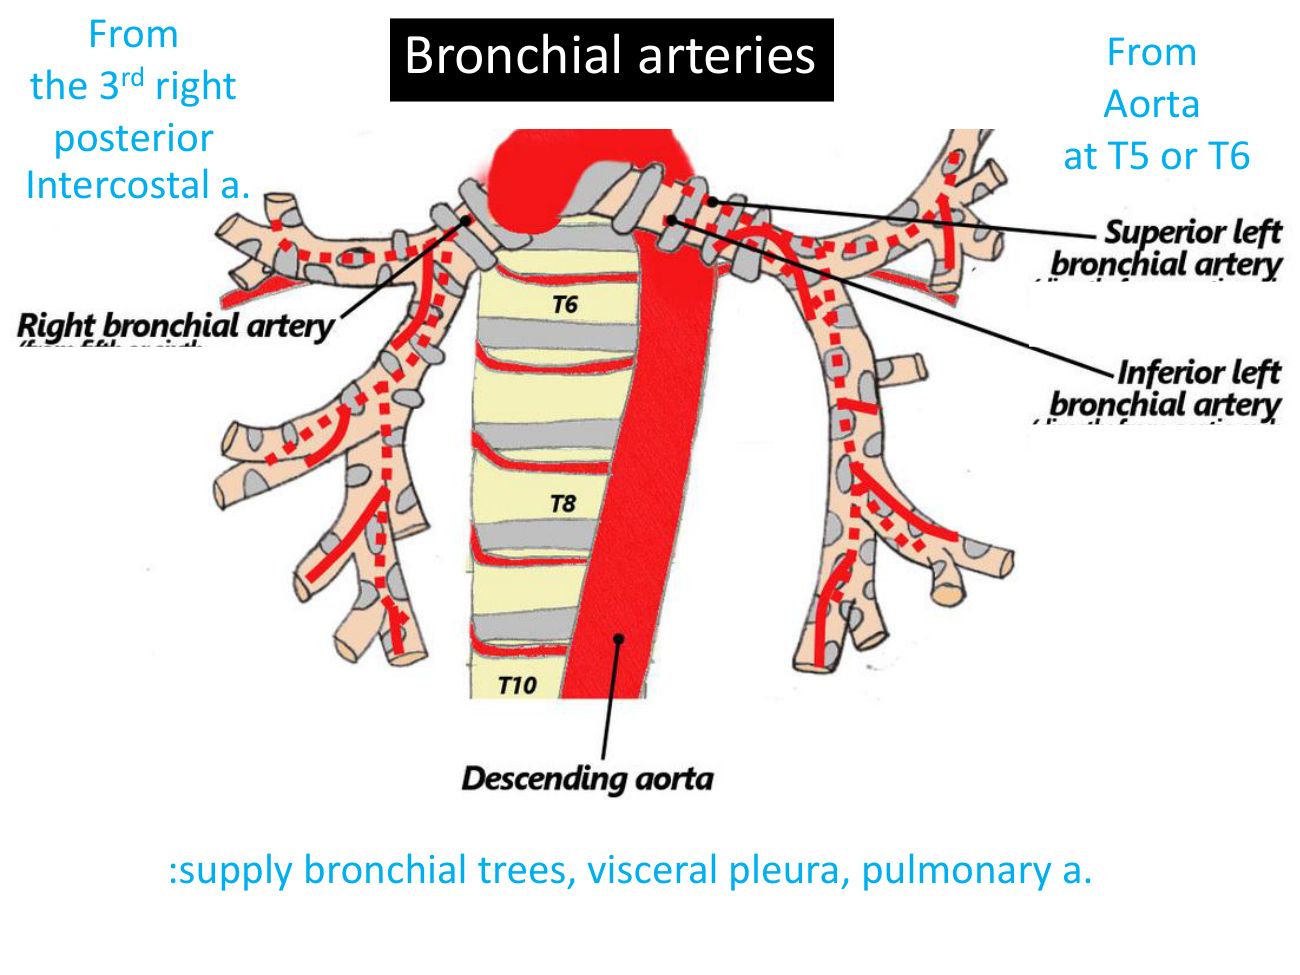 From
the 3rd right
posterior
Intercostal a.
Bronchial arteries
From
Aorta
at T5 or T6
Superior left
bronchial artery
Right bronchial artery
Inferior left
bronchial artery
T6
T8
T10
Descending aorta
:supply bronchial trees, visceral pleura, pulmonary a.